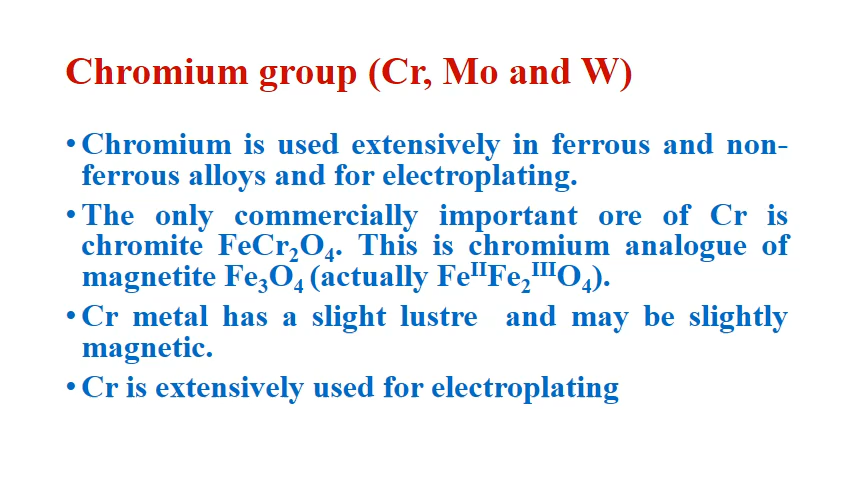 Chromium group (Cr, Mo and W)
• Chromium is used extensively in ferrous and non-
ferrous alloys and for electroplating.
• The only commercially important ore of Cr is
chromite FeCr₂O₄. This is chromium analogue of
magnetite Fe₃O₄ (actually FeᴵᴵFe₂ᴵᴵᴵO₄).
• Cr metal has a slight lustre and may be slightly
magnetic.
• Cr is extensively used for electroplating